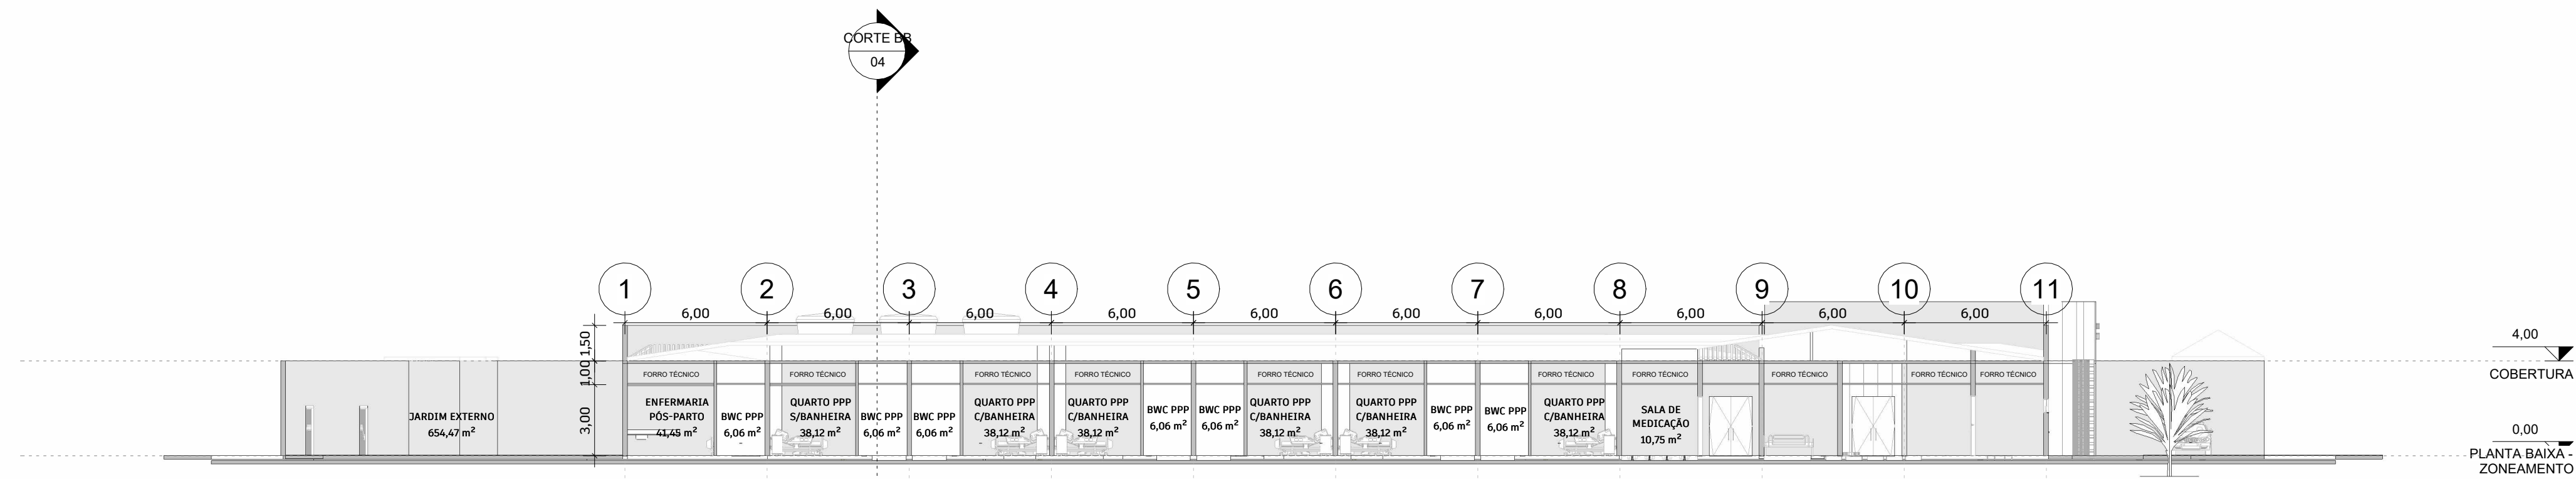 CORTE BB
04
1
2
3
4
5
6
7
8
9
10
11
6,00
6,00
6,00
6,00
6,00
6,00
6,00
6,00
6,00
6,00
1,50
1,00
3,00
4,00
COBERTURA
0,00
PLANTA BAIXA -
ZONEAMENTO
FORRO TÉCNICO
FORRO TÉCNICO
FORRO TÉCNICO
FORRO TÉCNICO
FORRO TÉCNICO
FORRO TÉCNICO
FORRO TÉCNICO
FORRO TÉCNICO
FORRO TÉCNICO
FORRO TÉCNICO
FORRO TÉCNICO
JARDIM EXTERNO
654,47 m²
ENFERMARIA
PÓS-PARTO
41,45 m²
BWC PPP
6,06 m²
QUARTO PPP
S/BANHEIRA
38,12 m²
BWC PPP
6,06 m²
BWC PPP
6,06 m²
QUARTO PPP
C/BANHEIRA
38,12 m²
QUARTO PPP
C/BANHEIRA
38,12 m²
BWC PPP
6,06 m²
BWC PPP
6,06 m²
QUARTO PPP
C/BANHEIRA
38,12 m²
QUARTO PPP
C/BANHEIRA
38,12 m²
BWC PPP
6,06 m²
BWC PPP
6,06 m²
QUARTO PPP
C/BANHEIRA
38,12 m²
SALA DE
MEDICAÇÃO
10,75 m²